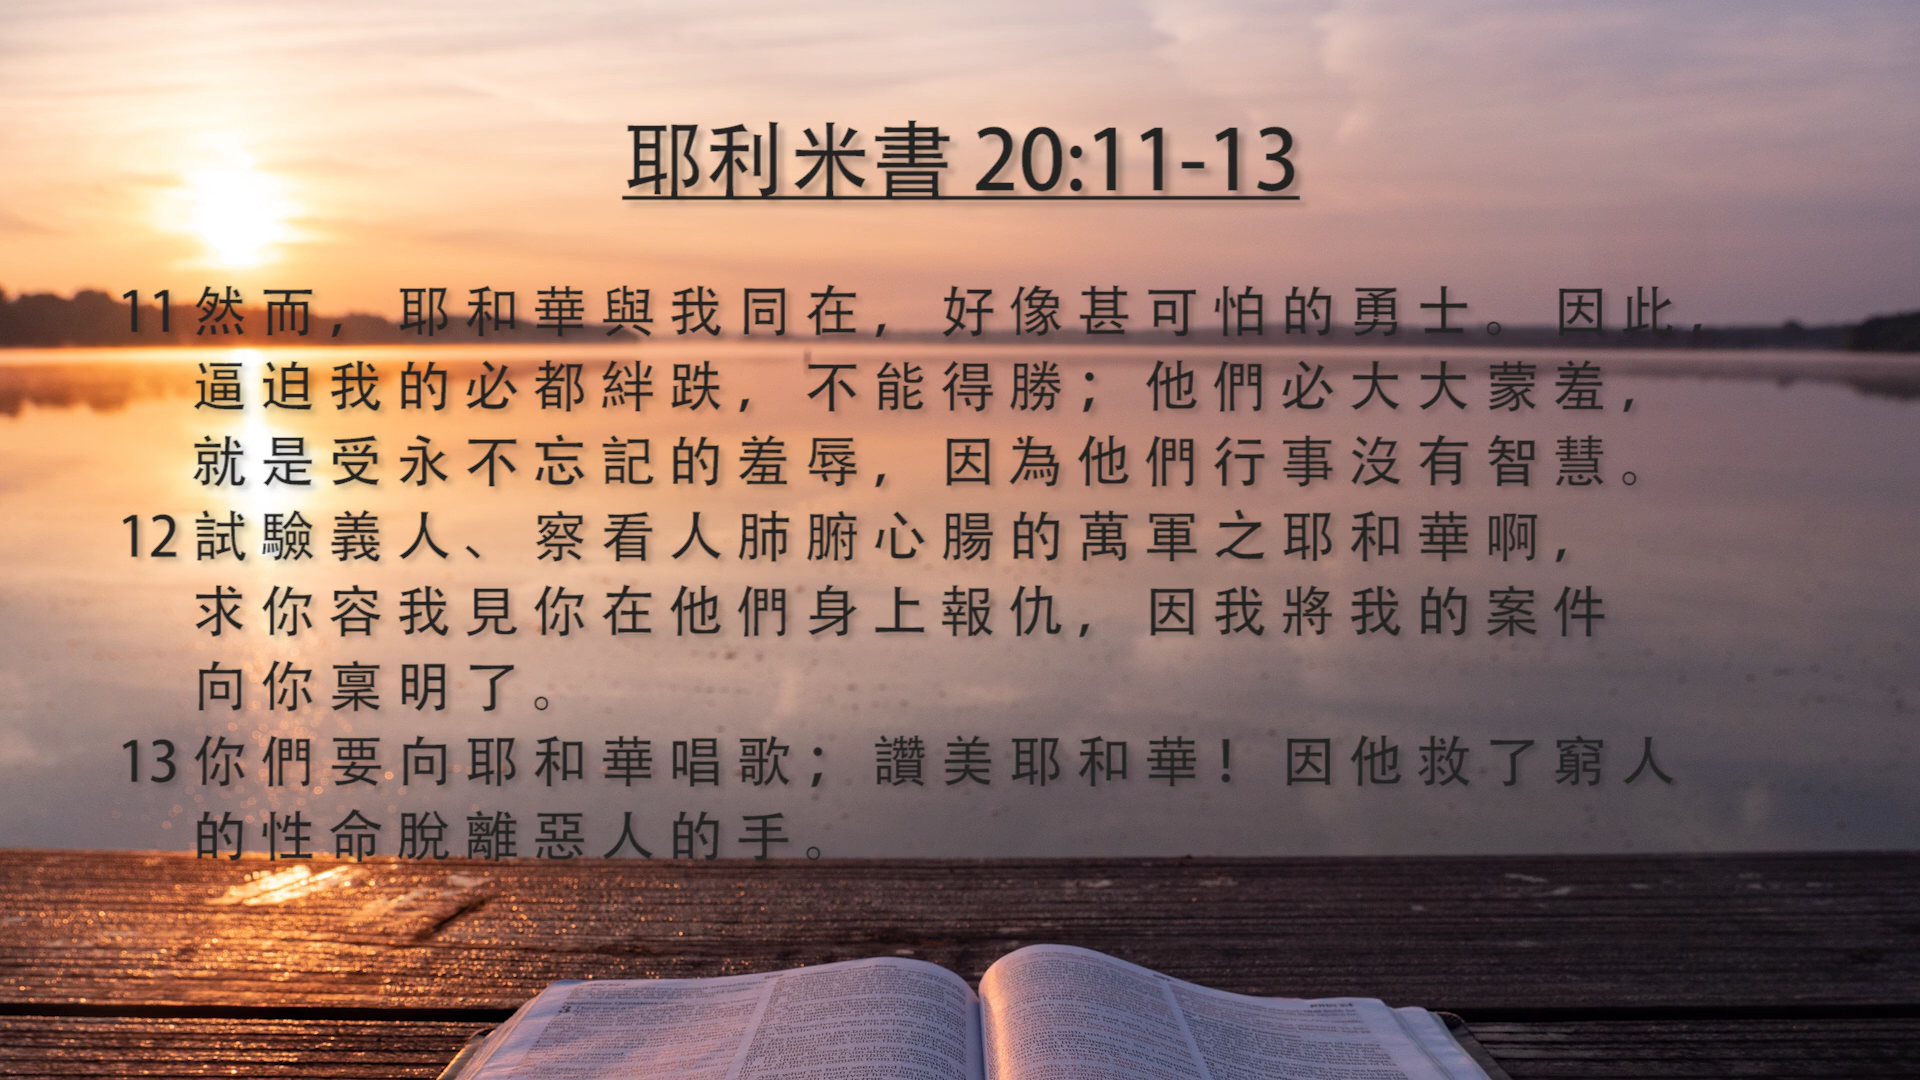 耶利米書 20:11-13
11 然而，耶和華與我同在，好像甚可怕的勇士。因此，
逼迫我的必都絆跌，不能得勝；他們必大大蒙羞，
就是受永不忘記的羞辱，因為他們行事沒有智慧。
12 試驗義人、察看人肺腑心腸的萬軍之耶和華啊，
求你容我見你在他們身上報仇，因我將我的案件
向你稟明了。
13 你們要向耶和華唱歌；讚美耶和華！因他救了窮人
的性命脫離惡人的手。